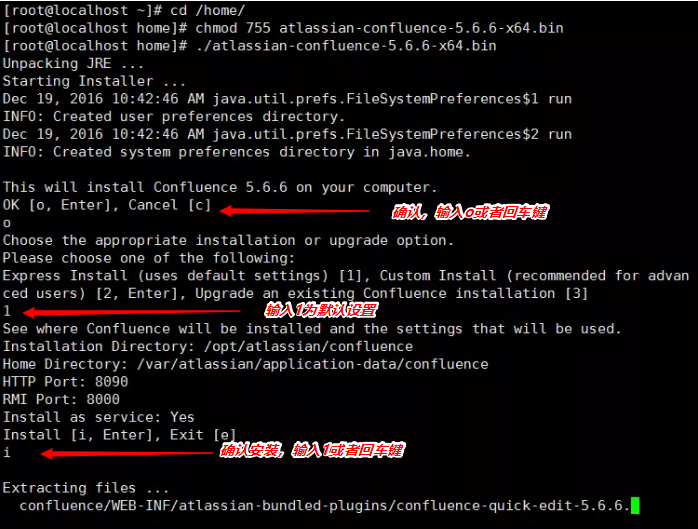 [root@localhost ~]# cd /home/
[root@localhost home]# chmod 755 atlassian-confluence-5.6.6-x64.bin
[root@localhost home]# ./atlassian-confluence-5.6.6-x64.bin
Unpacking JRE ...
Starting Installer ...
Dec 19, 2016 10:42:46 AM java.util.prefs.FileSystemPreferences$1 run
INFO: Created user preferences directory.
Dec 19, 2016 10:42:46 AM java.util.prefs.FileSystemPreferences$2 run
INFO: Created system preferences directory in java.home.
This will install Confluence 5.6.6 on your computer.
OK [o, Enter], Cancel [c]
确认，输入o或者回车键
o
Choose the appropriate installation or upgrade option.
Please choose one of the following:
Express Install (uses default settings) [1], Custom Install (recommended for advan
ced users) [2, Enter], Upgrade an existing Confluence installation [3]
1
输入1为默认设置
See where Confluence will be installed and the settings that will be used.
Installation Directory: /opt/atlassian/confluence
Home Directory: /var/atlassian/application-data/confluence
HTTP Port: 8090
RMI Port: 8000
Install as service: Yes
Install [i, Enter], Exit [e]
i
确认安装，输入1或者回车键
Extracting files ...
confluence/WEB-INF/atlassian-bundled-plugins/confluence-quick-edit-5.6.6.